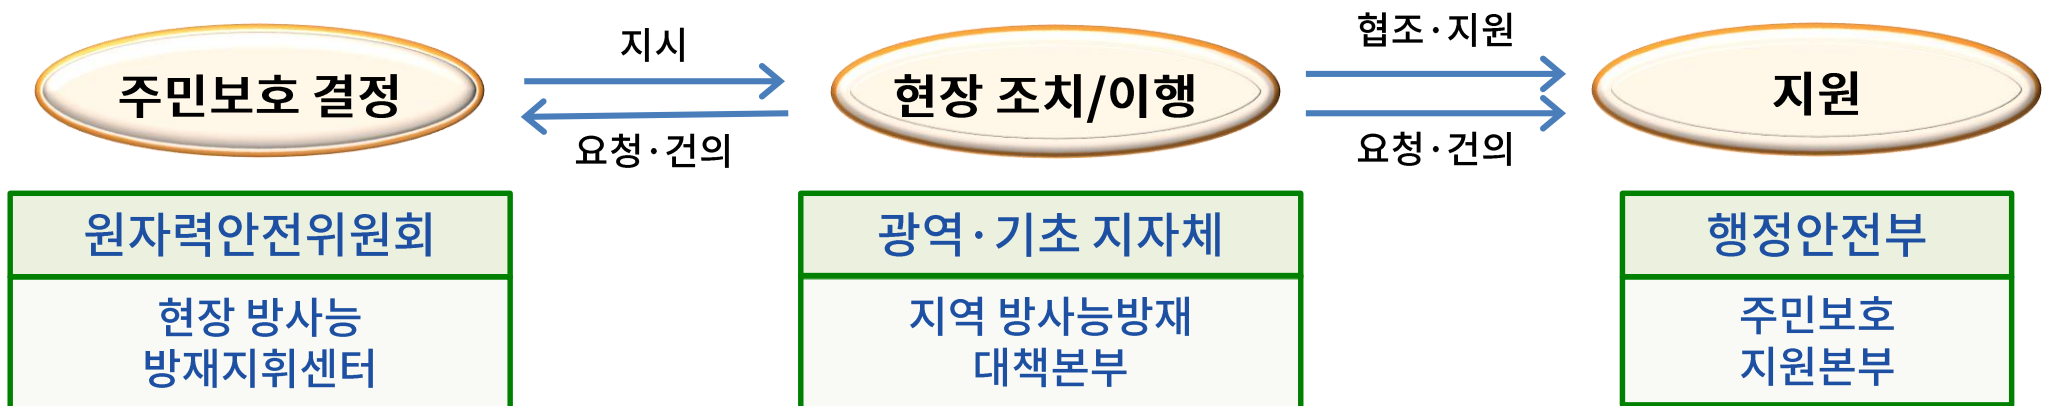 주민보호 결정
지시
요청·건의
현장 조치/이행
협조·지원
요청·건의
지원
원자력안전위원회
현장 방사능
방재지휘센터
광역·기초 지자체
지역 방사능방재
대책본부
행정안전부
주민보호
지원본부